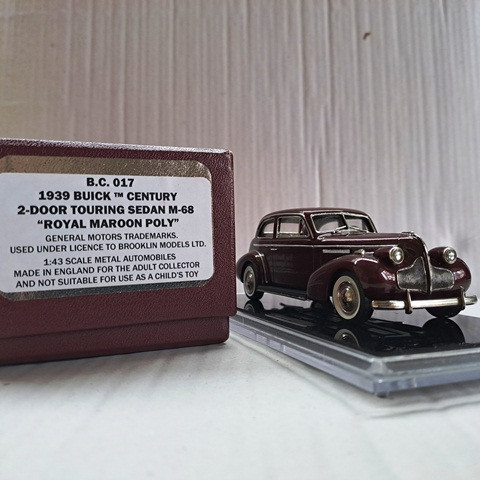 B.C. 017
1939 BUICK ™ CENTURY
2-DOOR TOURING SEDAN M-68
“ROYAL MAROON POLY”
GENERAL MOTORS TRADEMARKS.
USED UNDER LICENCE TO BROOKLIN MODELS LTD.
1:43 SCALE METAL AUTOMOBILES
MADE IN ENGLAND FOR THE ADULT COLLECTOR
AND NOT SUITABLE FOR USE AS A CHILD'S TOY